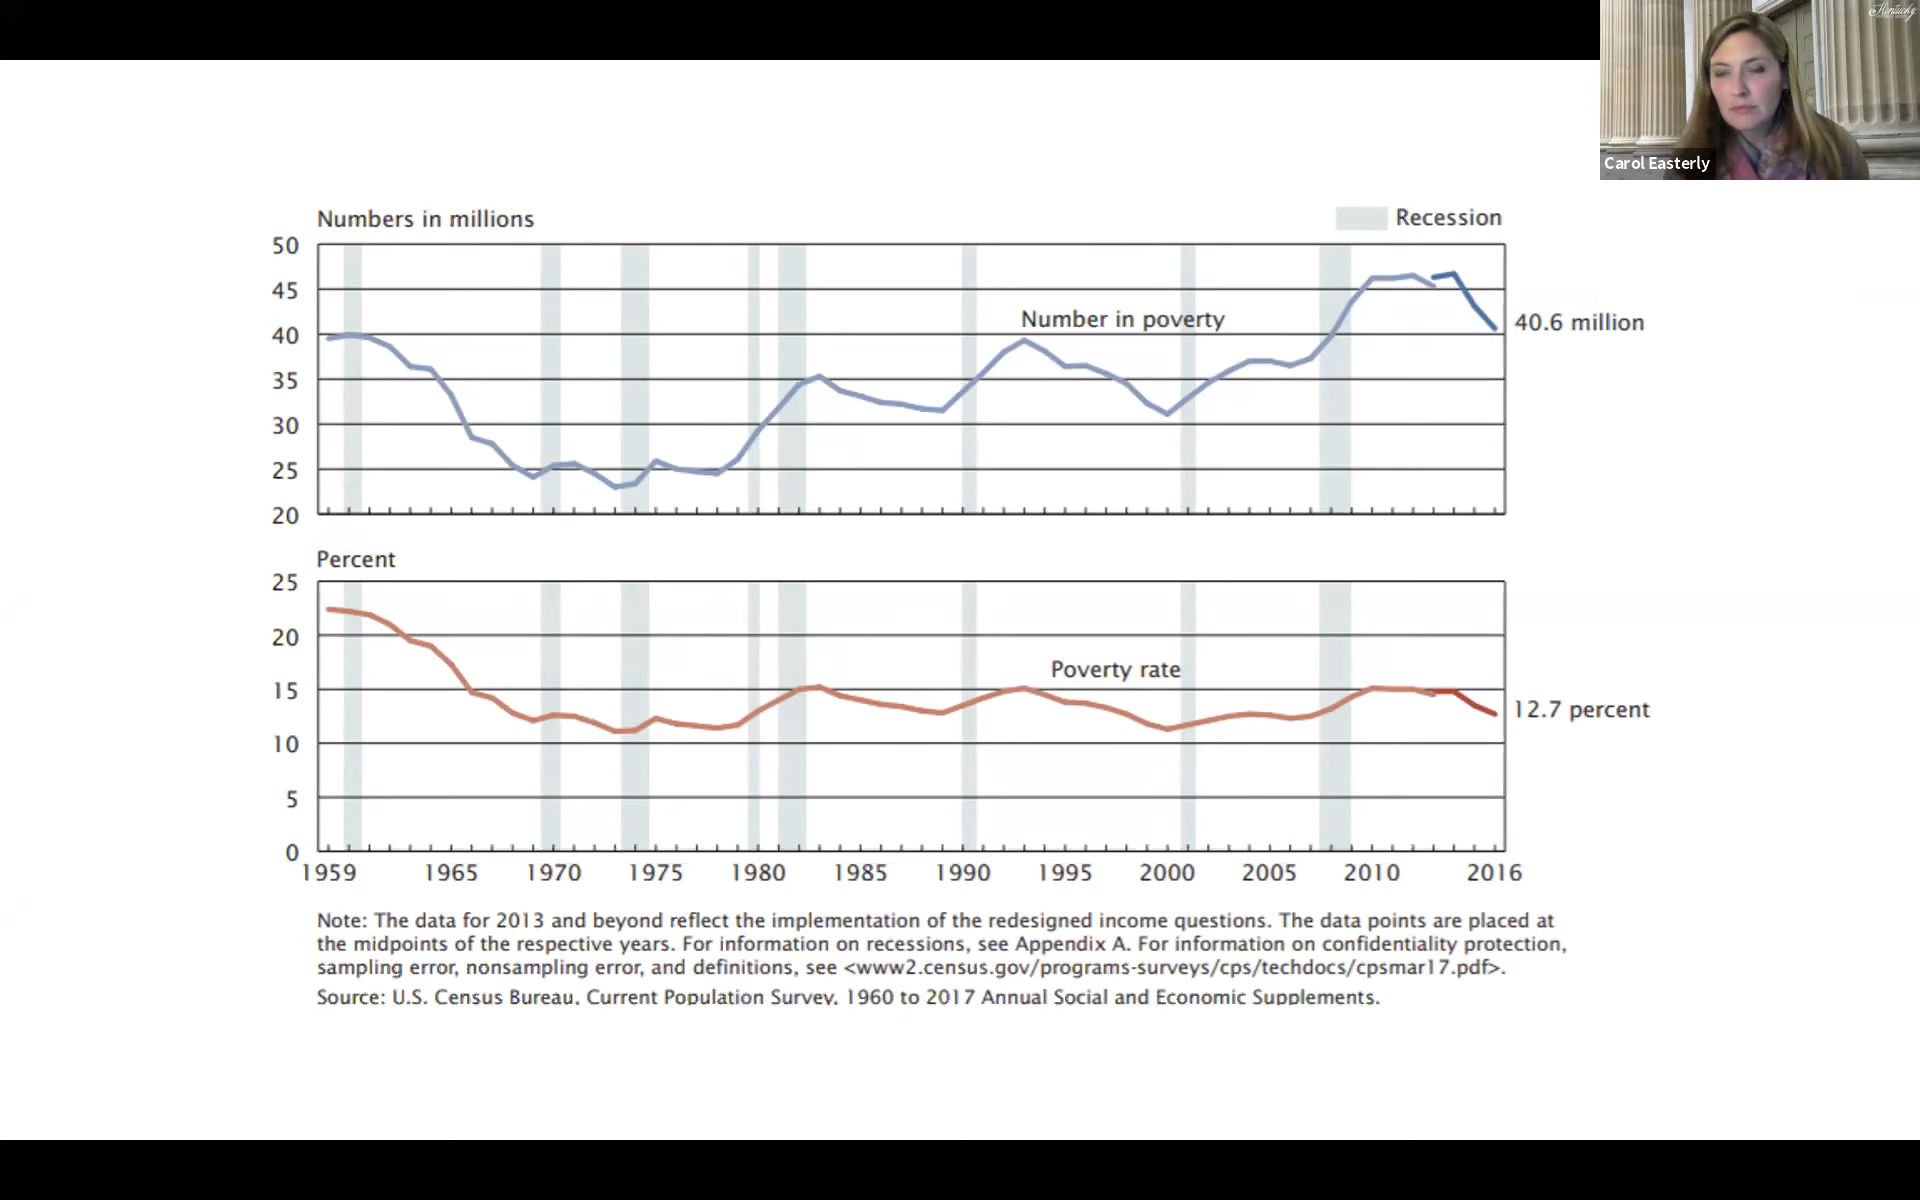 Kentucky
Carol Easterly
Numbers in millions
Recession
50
45
40
35
30
25
20
Number in poverty
40.6 million
Percent
25
20
15
10
5
0
Poverty rate
12.7 percent
1959 1965 1970 1975 1980 1985 1990 1995 2000 2005 2010 2016
Note: The data for 2013 and beyond reflect the implementation of the redesigned income questions. The data points are placed at
the midpoints of the respective years. For information on recessions, see Appendix A. For information on confidentiality protection,
sampling error, nonsampling error, and definitions, see <www2.census.gov/programs-surveys/cps/techdocs/cpsmar17.pdf>.
Source: U.S. Census Bureau, Current Population Survey, 1960 to 2017 Annual Social and Economic Supplements.